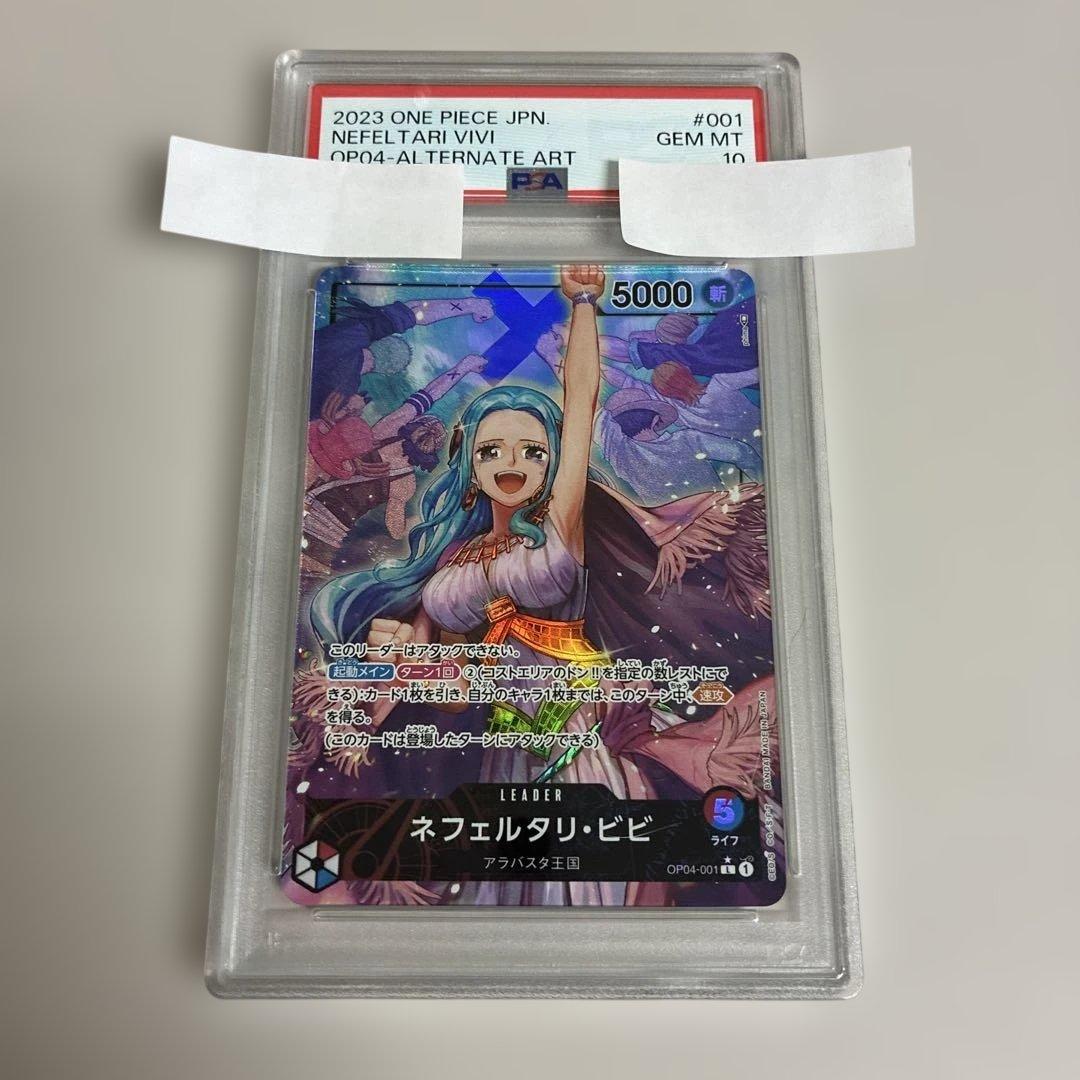 2023 ONE PIECE JPN. #001
NEFELTARI VIVI GEM MT
OP04-ALTERNATE ART 10
PSA
5000 斬
phima
このリーダーはアタックできない。
起動メイン ターン1回 ②(コストエリアのドン!!を指定の数レストにで
きる):カード1枚を引き、自分のキャラ1枚までは、このターン中、速攻
を得る。
(このカードは登場したターンにアタックできる)
BANDAI MADE IN JAPAN
LEADER
ネフェルタリ・ビビ
アラバスタ王国
5
ライフ
OP04-001 L 1